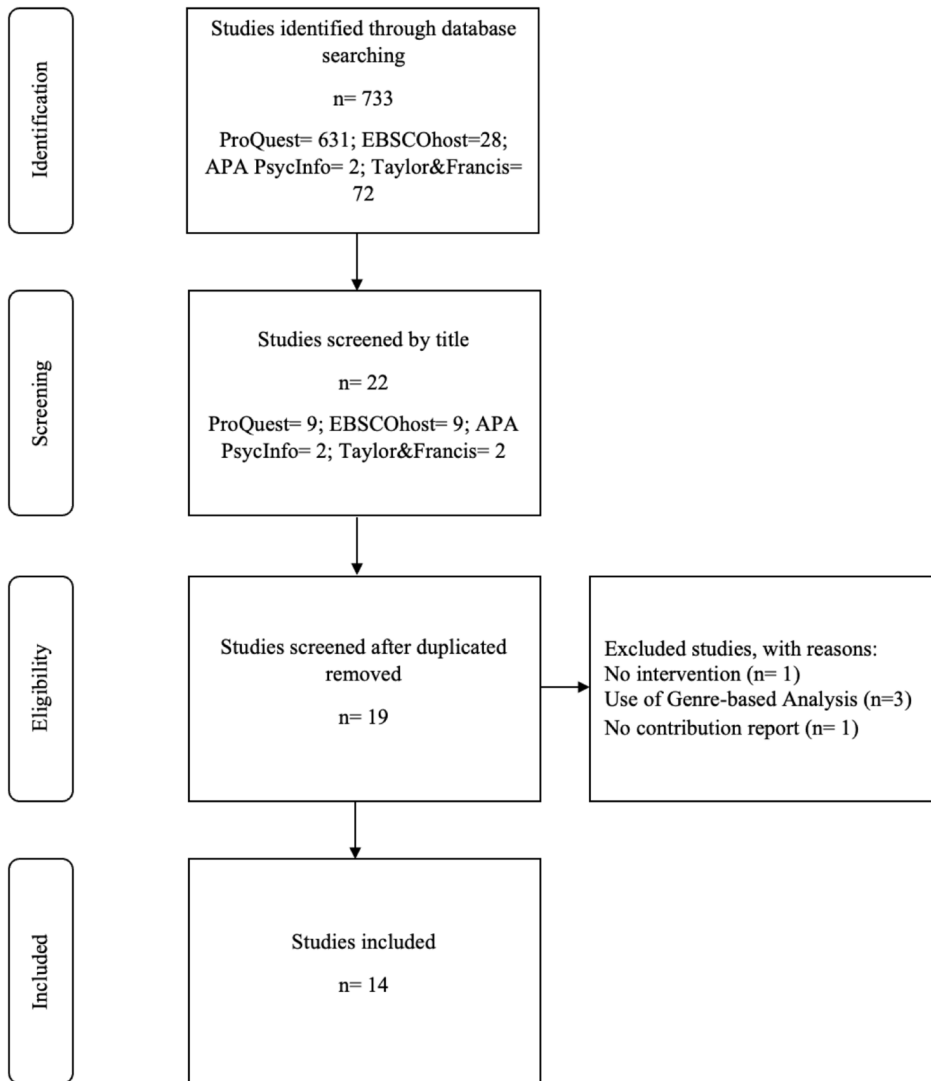 Identification
Studies identified through database
searching
n= 733
ProQuest= 631; EBSCOhost=28;
APA PsycInfo= 2; Taylor&Francis=
72
Screening
Studies screened by title
n= 22
ProQuest= 9; EBSCOhost= 9; APA
PsycInfo= 2; Taylor&Francis= 2
Eligibility
Studies screened after duplicated
removed
n= 19
Excluded studies, with reasons:
No intervention (n= 1)
Use of Genre-based Analysis (n=3)
No contribution report (n= 1)
Included
Studies included
n= 14